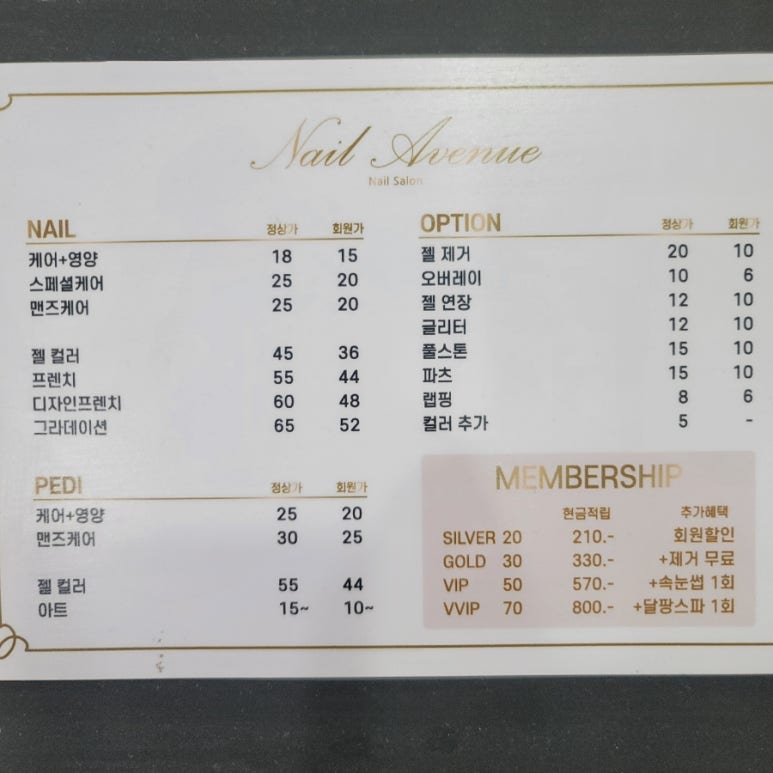 Nail Avenue
Nail Salon
NAIL 정상가 회원가
케어+영양 18 15
스페셜케어 25 20
맨즈케어 25 20
젤 컬러 45 36
프렌치 55 44
디자인프렌치 60 48
그라데이션 65 52
PEDI 정상가 회원가
케어+영양 25 20
맨즈케어 30 25
젤 컬러 55 44
아트 15~ 10~
OPTION 정상가 회원가
젤 제거 20 10
오버레이 10 6
젤 연장 12 10
글리터 12 10
풀스톤 15 10
파츠 15 10
랩핑 8 6
컬러 추가 5 -
MEMBERSHIP
현금적립 추가혜택
SILVER 20 210.- 회원할인
GOLD 30 330.- +제거 무료
VIP 50 570.- +속눈썹 1회
VVIP 70 800.- +달팡스파 1회